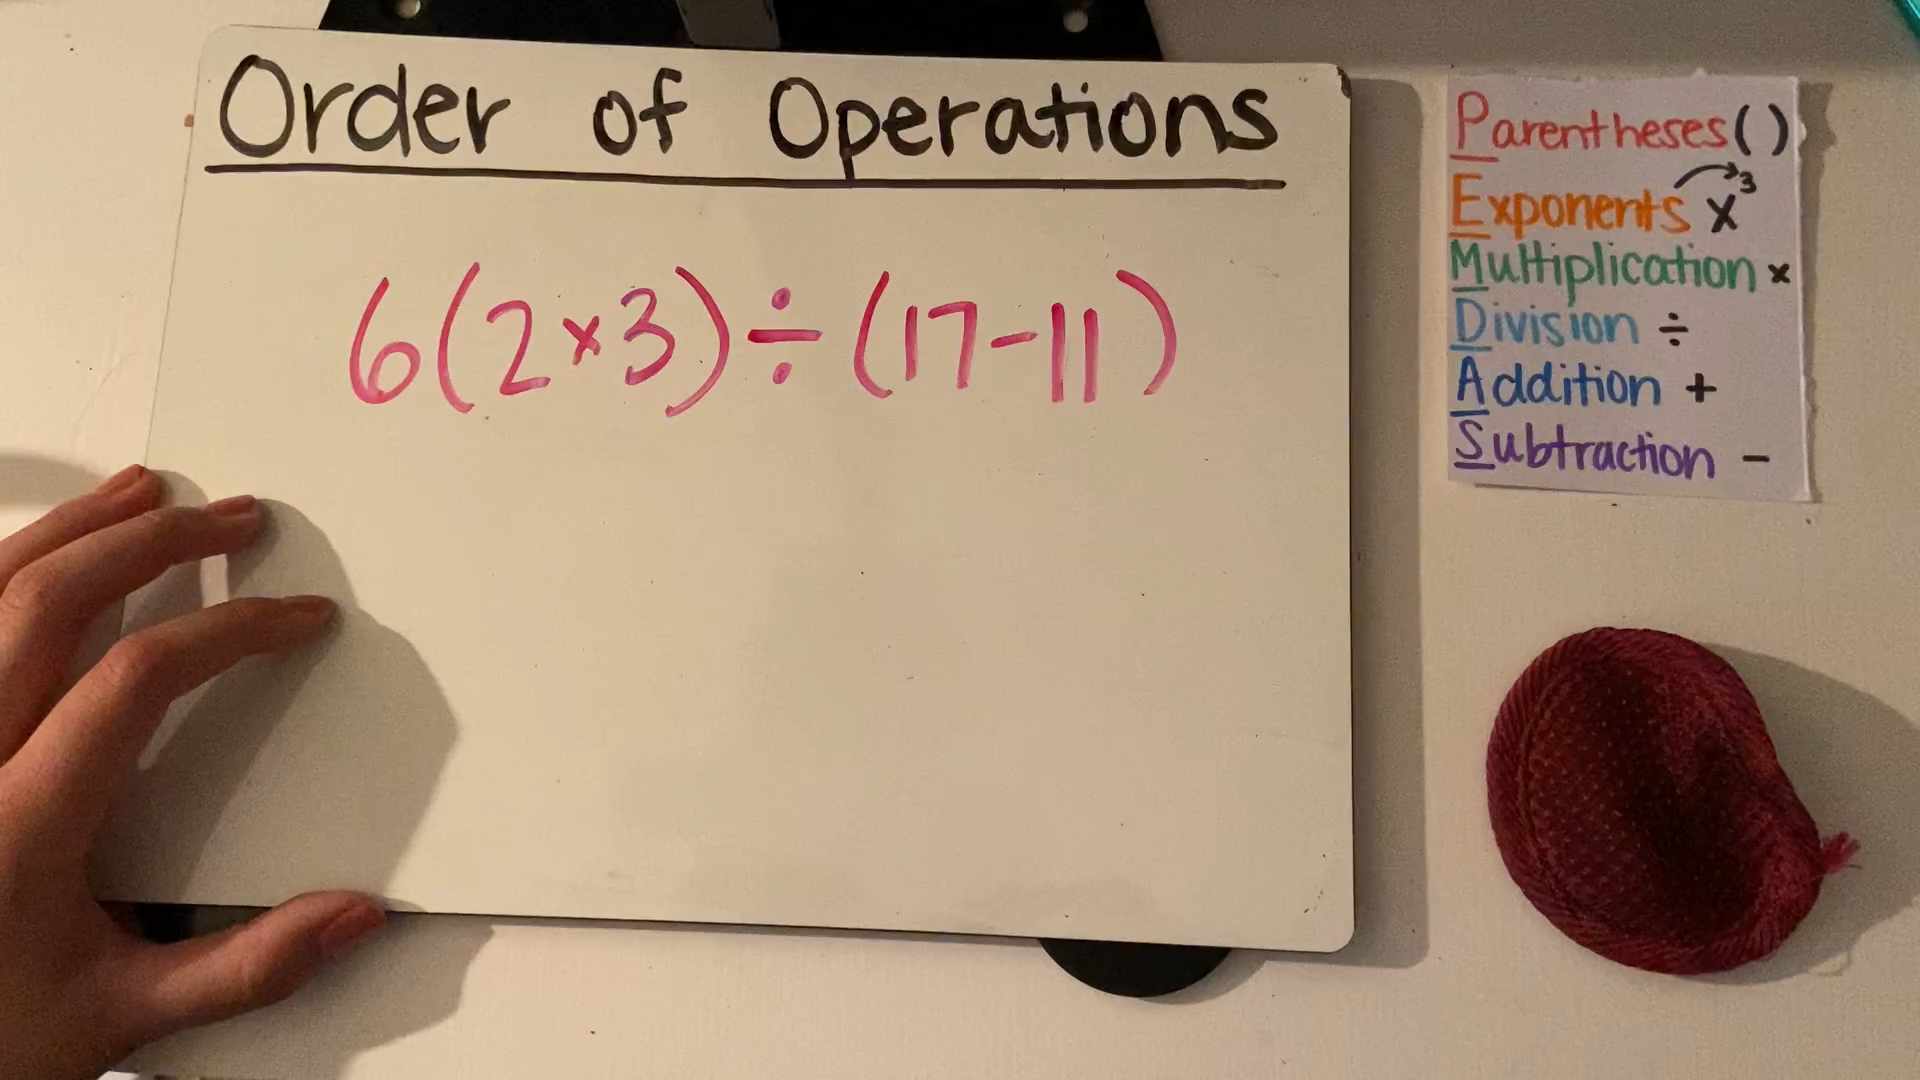 Order of Operations
6(2×3)÷(17-11)
Parentheses()
Exponents x³
Multiplication ×
Division ÷
Addition +
Subtraction -